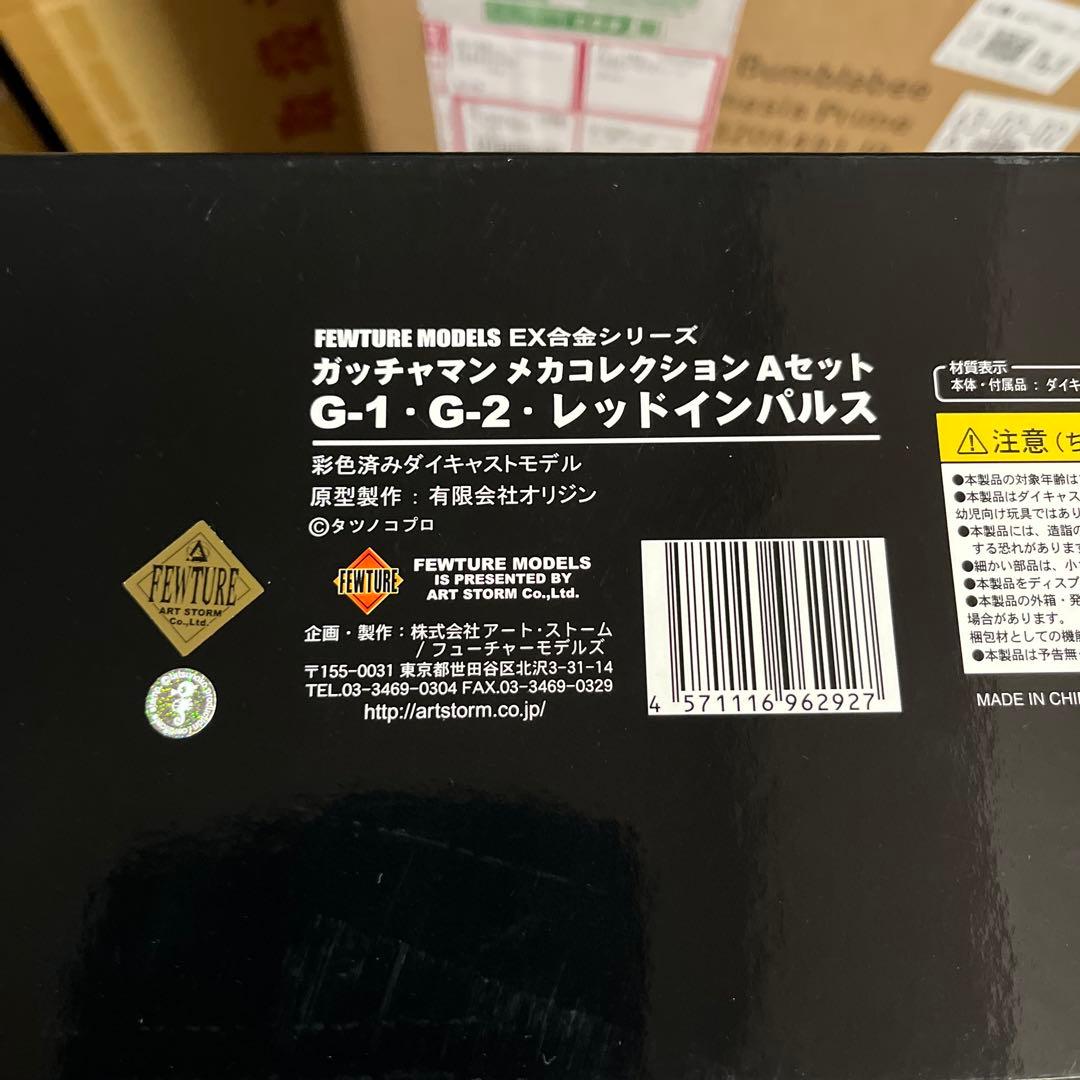 Bumblebee
Prime
FEWTURE MODELS EX合金シリーズ
ガッチャマン メカコレクション Aセット
G-1・G-2・レッドインパルス
彩色済みダイキャストモデル
原型製作：有限会社オリジン
©タツノコプロ
FEWTURE
ART STORM
Co.,Ltd.
FEWTURE
FEWTURE MODELS
IS PRESENTED BY
ART STORM Co.,Ltd.
企画・製作：株式会社アート・ストーム
/ フューチャーモデルズ
〒155-0031 東京都世田谷区北沢3-31-14
TEL.03-3469-0304 FAX.03-3469-0329
http://artstorm.co.jp/
4 571116 962927
材質表示
本体・付属品：ダイキ
⚠注意（ち
●本製品の対象年齢は
●本製品はダイキャス
幼児向け玩具ではあり
●本製品には、造詣の
する恐れがあります
●細かい部品は、小
●本製品をディスプ
●本製品の外箱・発
場合があります。
梱包材としての機能
●本製品は予告無
MADE IN CHI